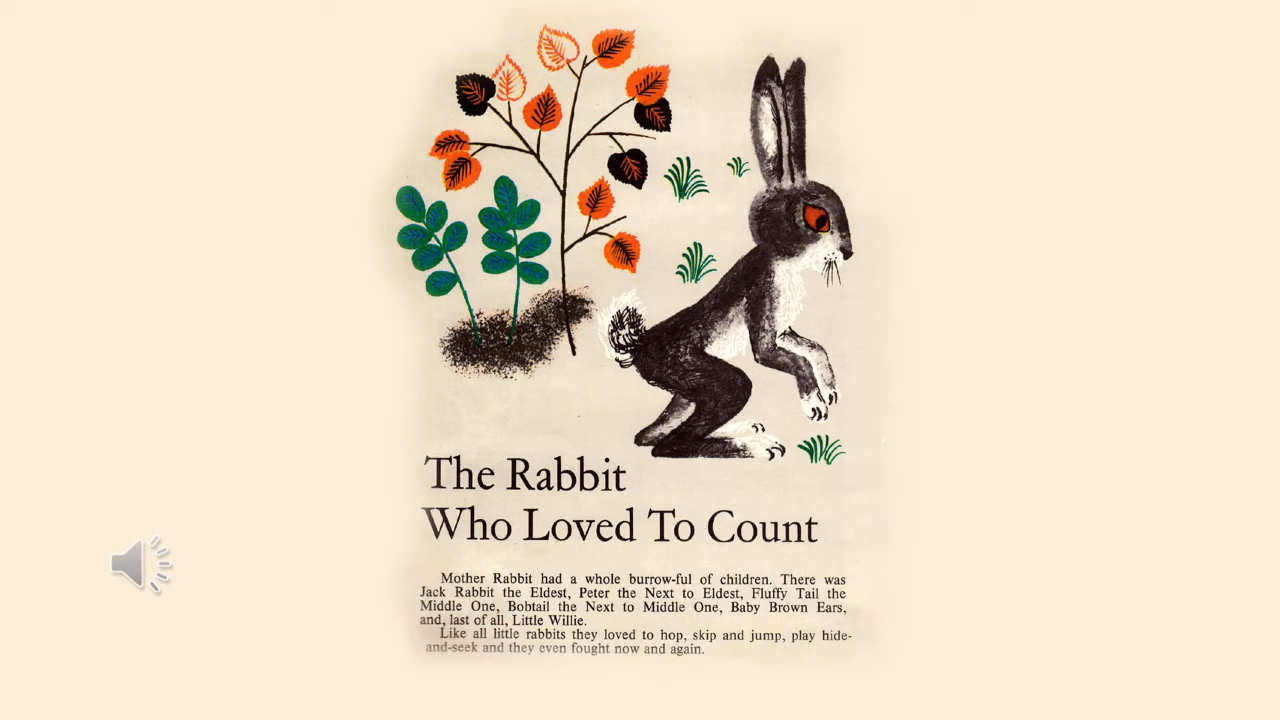 The Rabbit
Who Loved To Count
Mother Rabbit had a whole burrow-ful of children. There was
Jack Rabbit the Eldest, Peter the Next to Eldest, Fluffy Tail the
Middle One, Bobtail the Next to Middle One, Baby Brown Ears,
and, last of all, Little Willie.
Like all little rabbits they loved to hop, skip and jump, play hide-
and-seek and they even fought now and again.